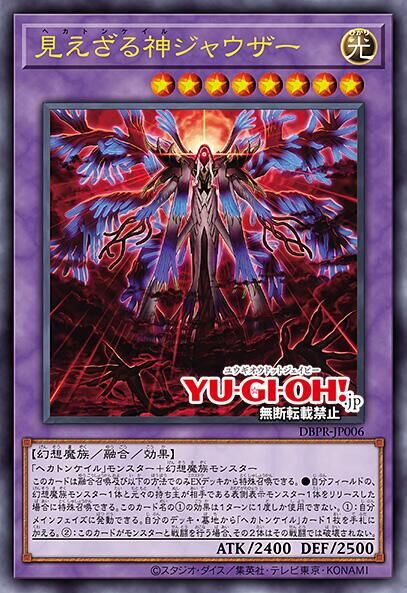 ヘカトンケイル
見えざる神ジャウザー
ひかり
光
ユウギオウドットジェイピー
YU-GI-OH!.jp
無断転載禁止
DBPR-JP006
【幻想魔族／融合／効果】
「ヘカトンケイル」モンスター＋幻想魔族モンスター
このカードは融合召喚及び以下の方法でのみEXデッキから特殊召喚できる。●自分フィールドの、
幻想魔族モンスター1体と元々の持ち主が相手である表側表示モンスター1体をリリースした
場合に特殊召喚できる。このカード名の①の効果は1ターンに1度しか使用できない。①：自分
メインフェイズに発動できる。自分のデッキ・墓地から「ヘカトンケイル」カード1枚を手札に
加える。②：このカードがモンスターと戦闘を行う場合、その2体はその戦闘では破壊されない。
ATK/2400 DEF/2500
©スタジオ・ダイス／集英社・テレビ東京・KONAMI